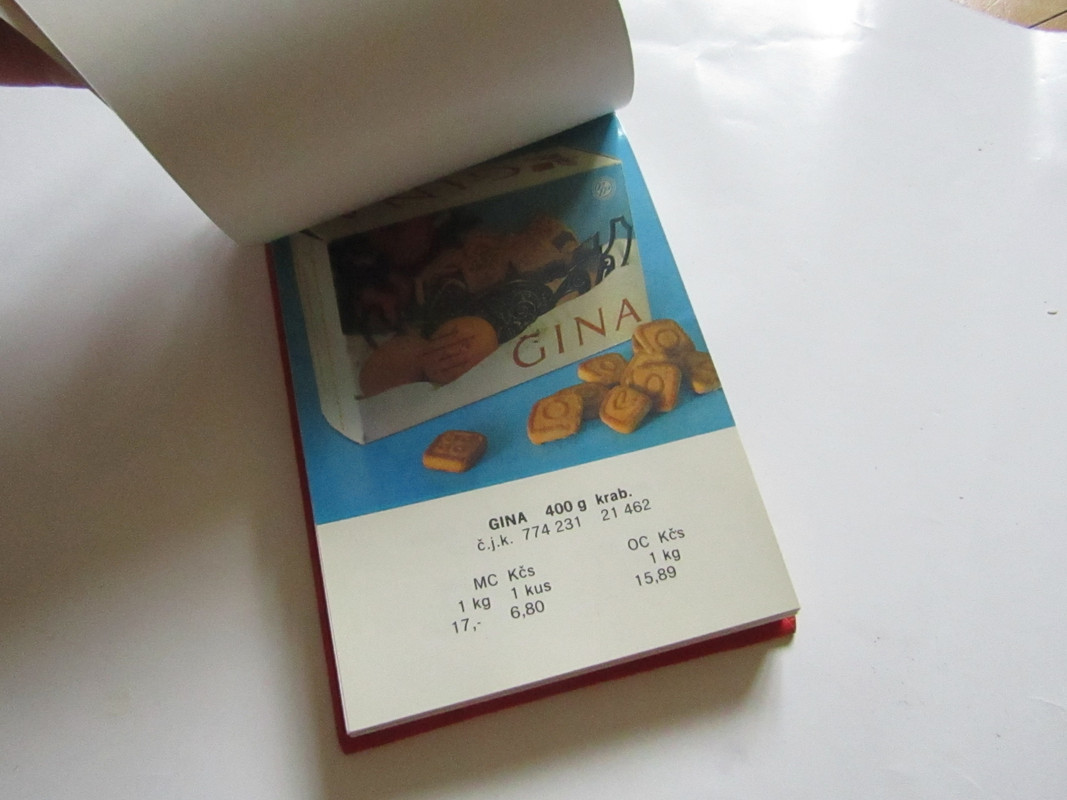 GINA
GINA
GINA 400 g krab.
č.j.k. 774 231 21 462
MC Kčs OC Kčs
1 kg 1 kus 1 kg
17,- 6,80 15,89